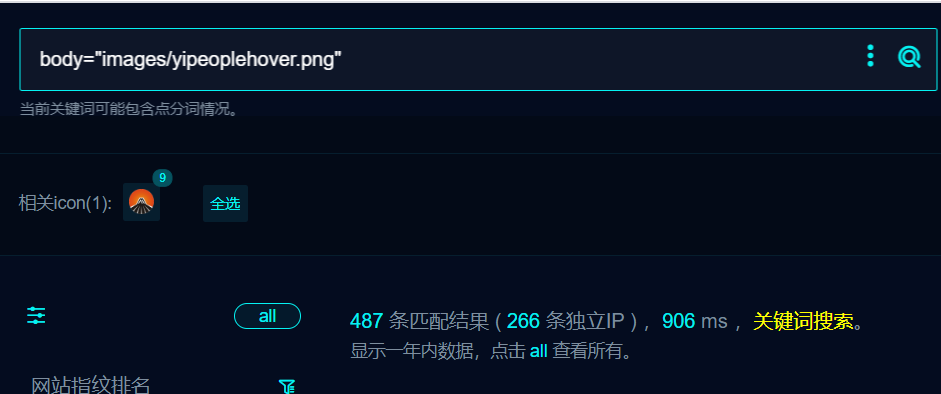 body="images/yipeoplehover.png"
当前关键词可能包含点分词情况。
相关icon(1): 9 全选
all
487 条匹配结果 ( 266 条独立IP ) ，906 ms ，关键词搜索。
显示一年内数据，点击 all 查看所有。
网站指纹排名